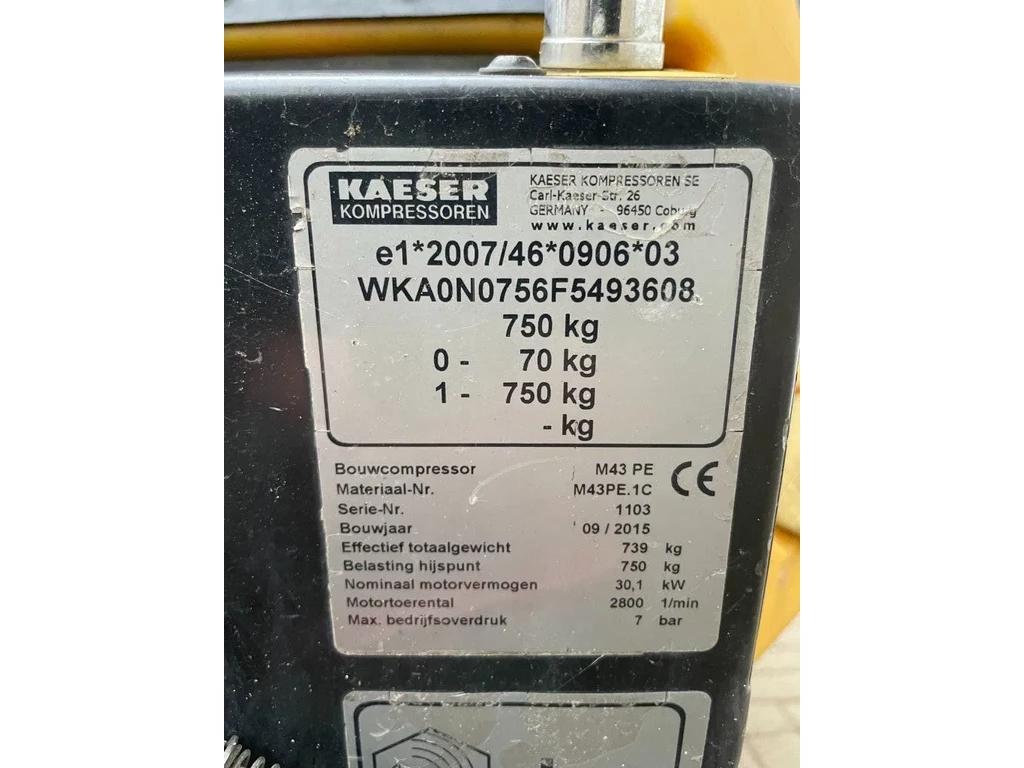 KAESER
KOMPRESSOREN
KAESER KOMPRESSOREN SE
Carl-Kaeser-Str. 26
GERMANY - 96450 Coburg
www.kaeser.com
e1*2007/46*0906*03
WKA0N0756F5493608
750 kg
0 - 70 kg
1 - 750 kg
- kg
Bouwcompressor M43 PE CE
Materiaal-Nr. M43PE.1C
Serie-Nr. 1103
Bouwjaar 09 / 2015
Effectief totaalgewicht 739 kg
Belasting hijspunt 750 kg
Nominaal motorvermogen 30,1 kW
Motortoerental 2800 1/min
Max. bedrijfsoverdruk 7 bar